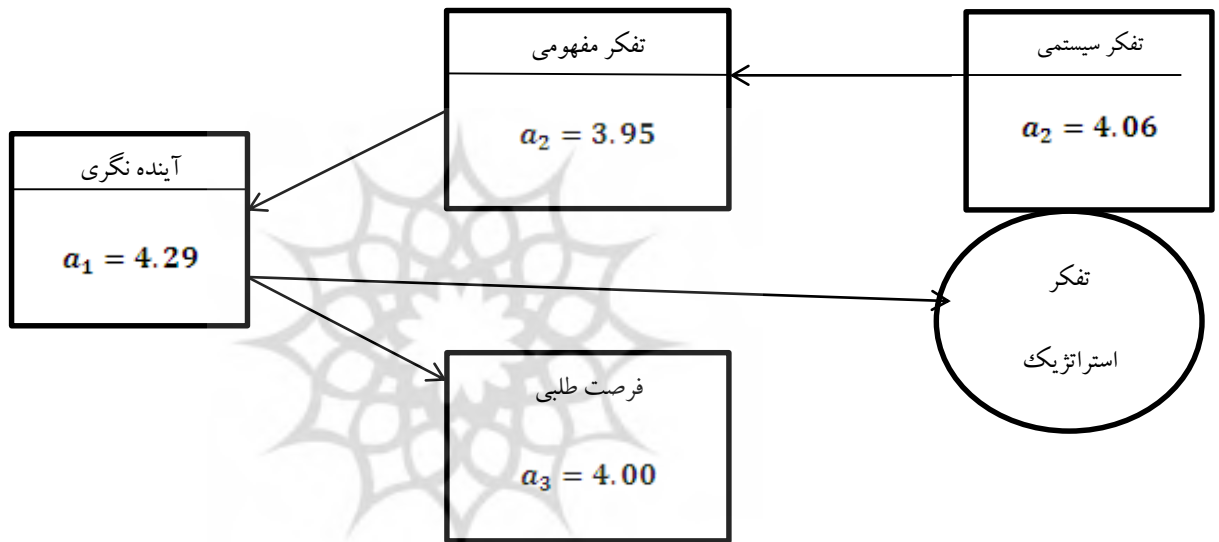 تفکر سیستمی
a₂ = 4.06
تفکر مفهومی
a₂ = 3.95
آینده نگری
a₁ = 4.29
تفکر
استراتژیک
فرصت طلبی
a₃ = 4.00